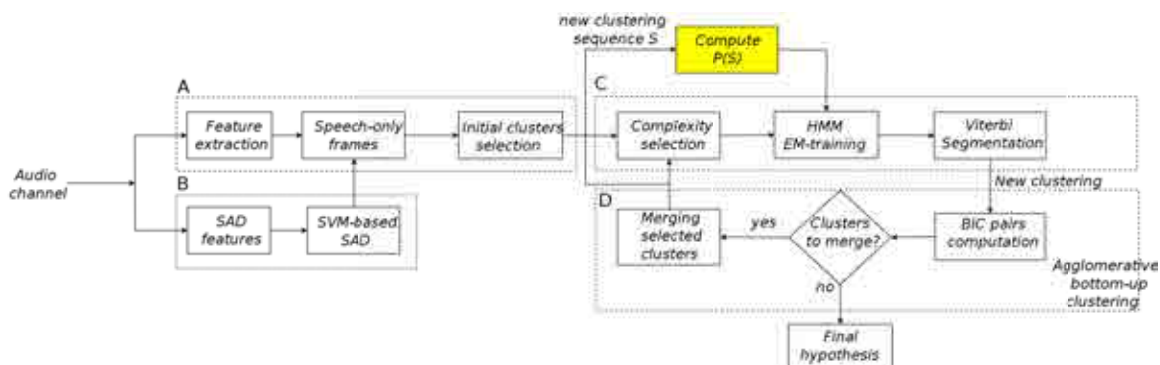 new clustering
sequence S
Compute
P(S)
A
C
Feature
extraction
Speech-only
frames
Initial clusters
selection
Complexity
selection
HMM
EM-training
Viterbi
Segmentation
Audio
channel
B
New clustering
D
SAD
features
SVM-based
SAD
Merging
selected
clusters
yes
Clusters
to merge?
BIC pairs
computation
no
Agglomerative
bottom-up
clustering
Final
hypothesis